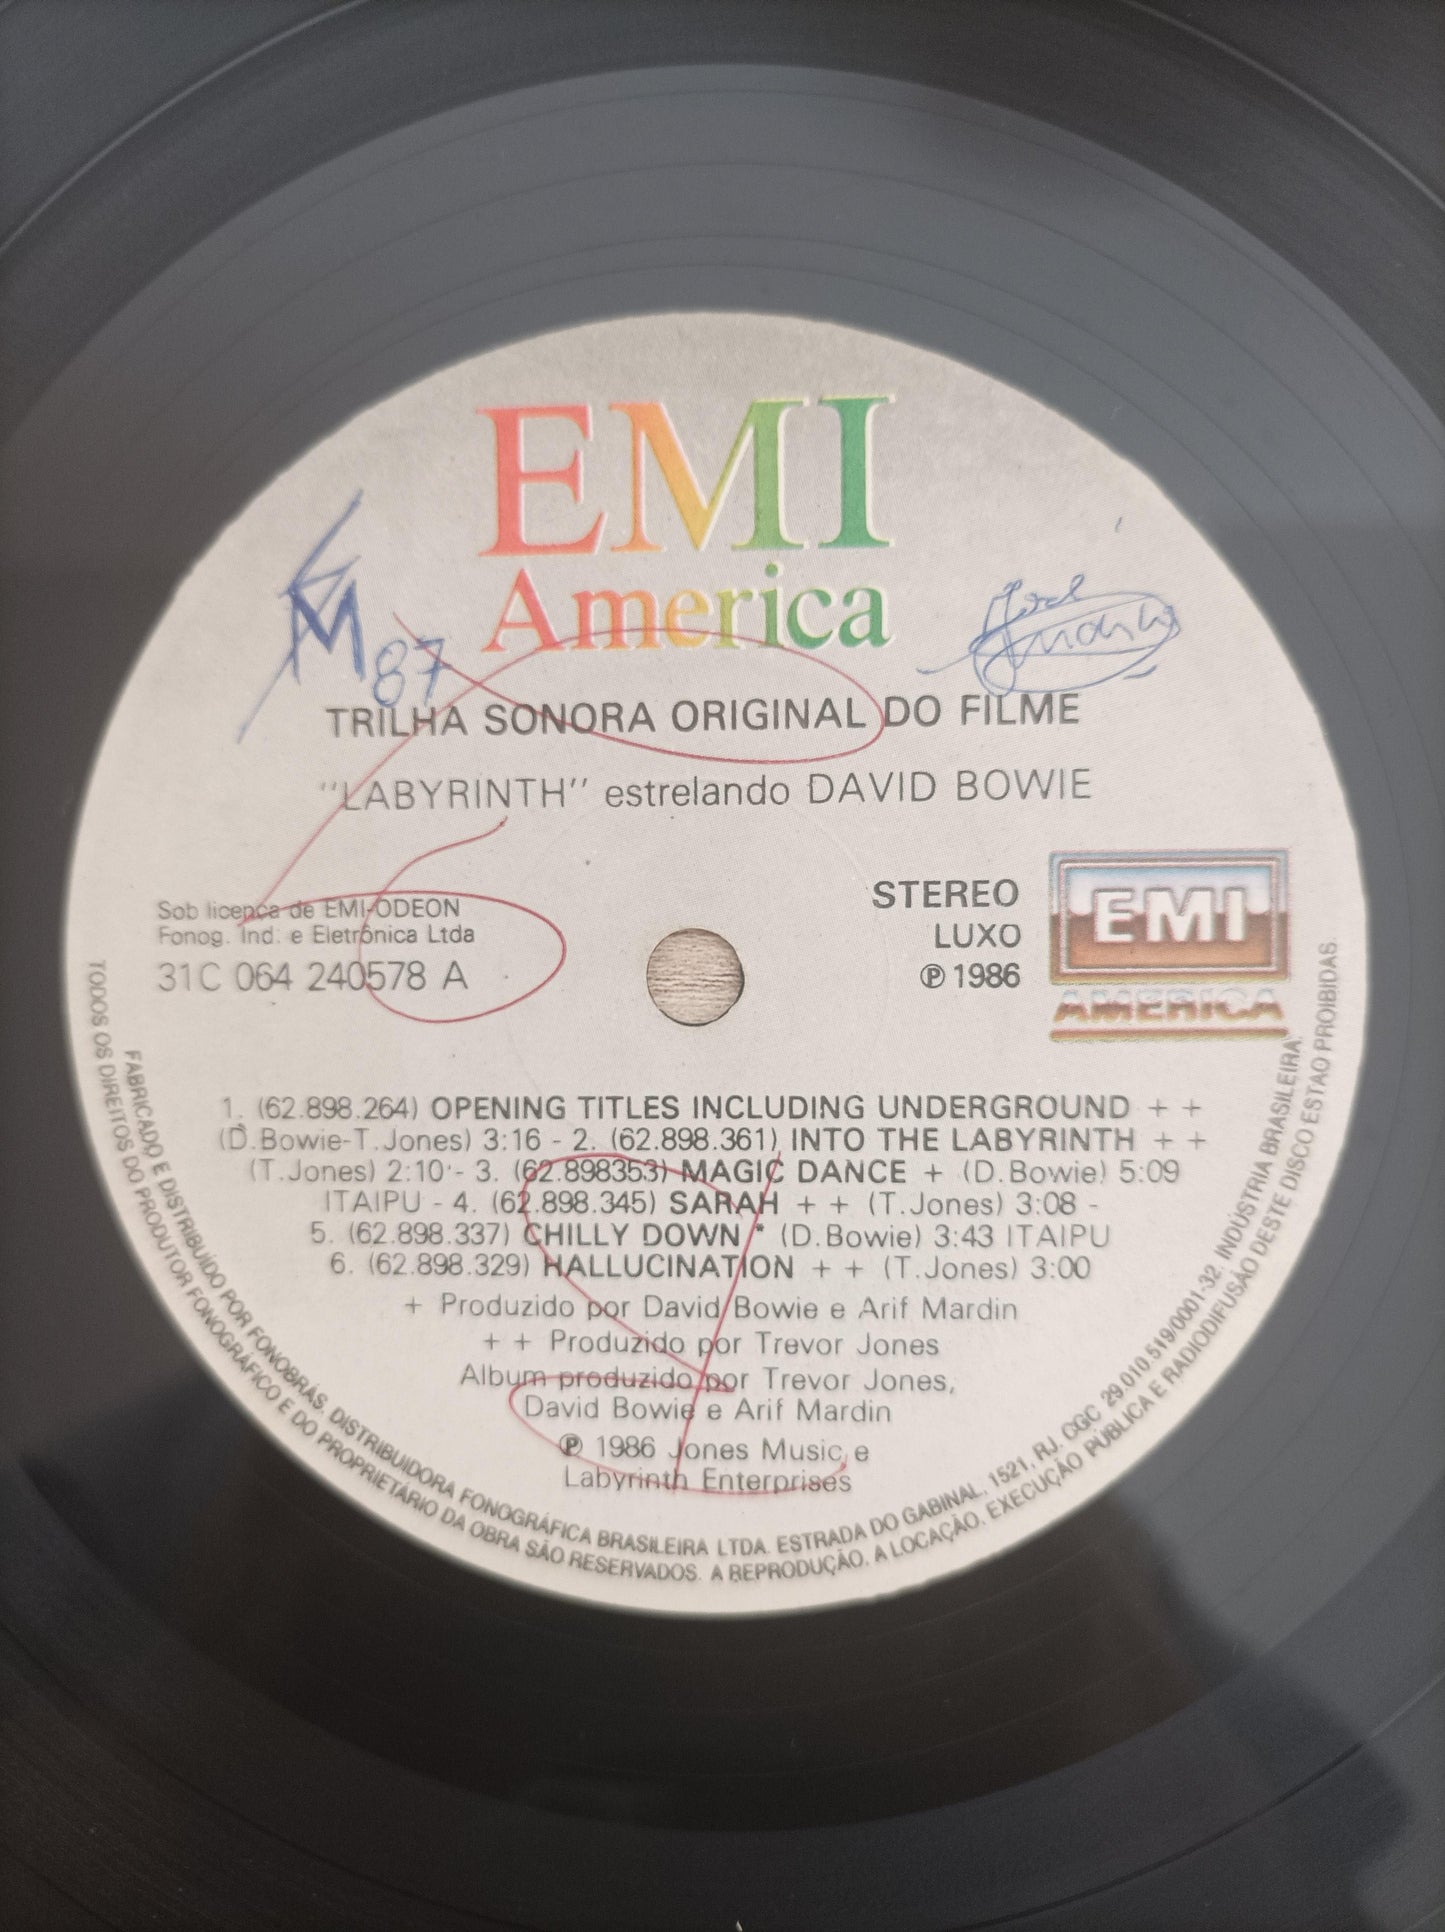 EMI
America
M 87
TRILHA SONORA ORIGINAL DO FILME
"LABYRINTH" estrelando DAVID BOWIE
Sob licença de EMI-ODEON
Fonog. Ind. e Eletrônica Ltda
31C 064 240578 A
STEREO
LUXO
℗ 1986
EMI
AMERICA
1. (62.898.264) OPENING TITLES INCLUDING UNDERGROUND + +
(D.Bowie-T.Jones) 3:16 - 2. (62.898.361) INTO THE LABYRINTH + +
(T.Jones) 2:10 - 3. (62.898353) MAGIC DANCE + (D.Bowie) 5:09
ITAIPU - 4. (62.898.345) SARAH + + (T.Jones) 3:08 -
5. (62.898.337) CHILLY DOWN * (D.Bowie) 3:43 ITAIPU
6. (62.898.329) HALLUCINATION + + (T.Jones) 3:00
+ Produzido por David Bowie e Arif Mardin
+ + Produzido por Trevor Jones
Album produzido por Trevor Jones,
David Bowie e Arif Mardin
℗ 1986 Jones Music e
Labyrinth Enterprises
FABRICADO E DISTRIBUÍDO POR FONOBRÁS. DISTRIBUIDORA FONOGRÁFICA BRASILEIRA LTDA. ESTRADA DO GABINAL, 1521, RJ. CGC 29.010.519/0001-32. INDÚSTRIA BRASILEIRA.
TODOS OS DIREITOS DO PRODUTOR FONOGRÁFICO E DO PROPRIETÁRIO DA OBRA SÃO RESERVADOS. A REPRODUÇÃO, A LOCAÇÃO, EXECUÇÃO PÚBLICA E RADIODIFUSÃO DESTE DISCO ESTÃO PROIBIDAS.